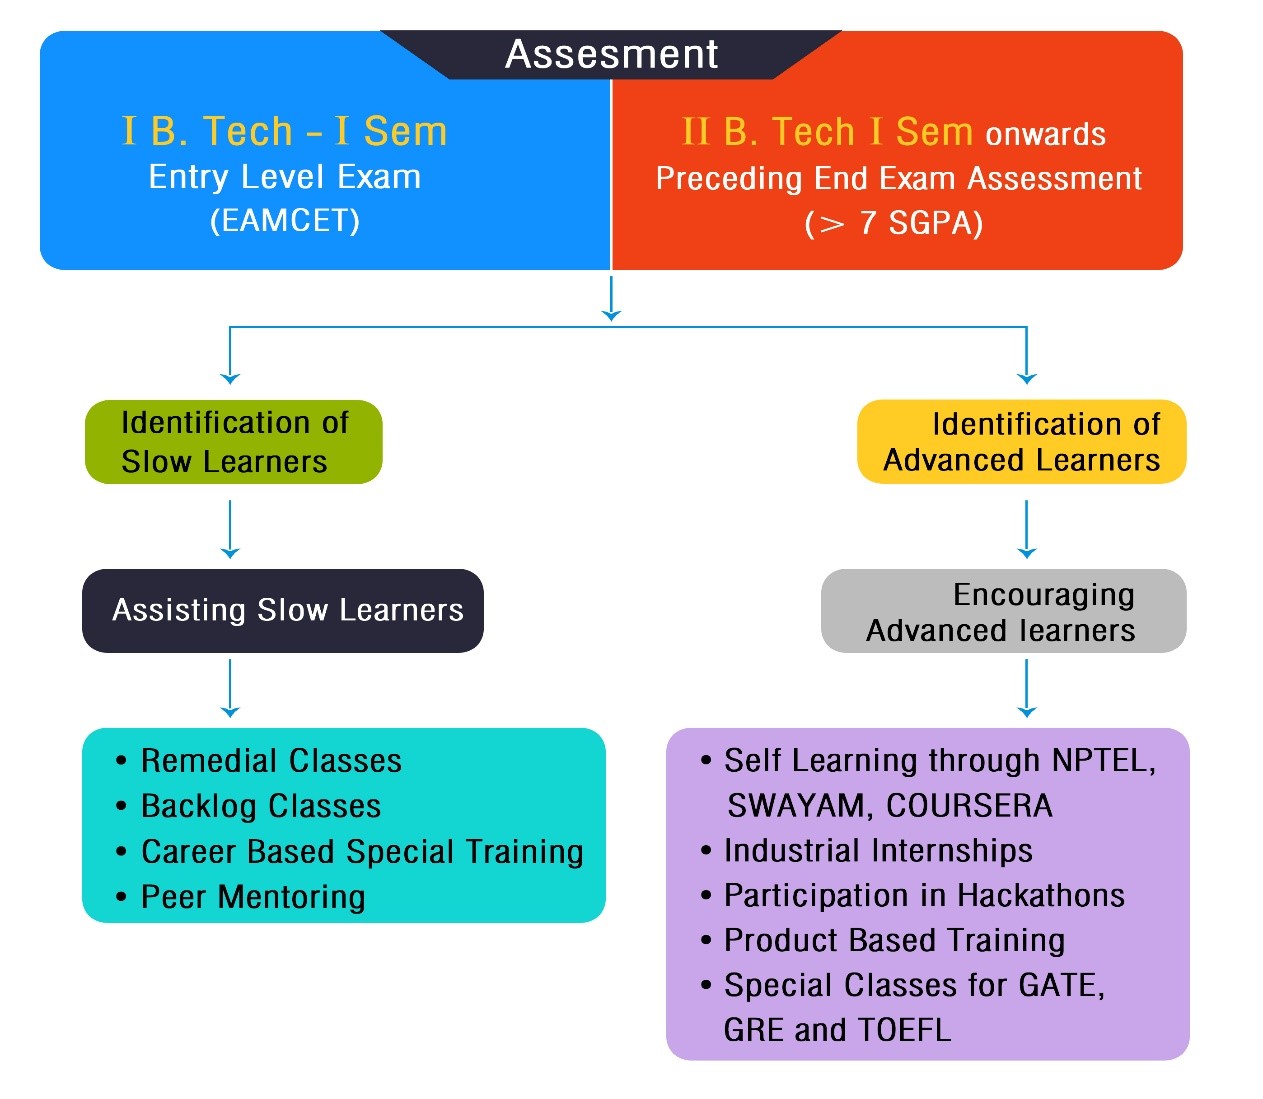 Assesment
I B. Tech – I Sem
Entry Level Exam
(EAMCET)
II B. Tech I Sem onwards
Preceding End Exam Assessment
(> 7 SGPA)
Identification of
Slow Learners
Identification of
Advanced Learners
Assisting Slow Learners
Encouraging
Advanced learners
• Remedial Classes
• Backlog Classes
• Career Based Special Training
• Peer Mentoring
• Self Learning through NPTEL,
SWAYAM, COURSERA
• Industrial Internships
• Participation in Hackathons
• Product Based Training
• Special Classes for GATE,
GRE and TOEFL